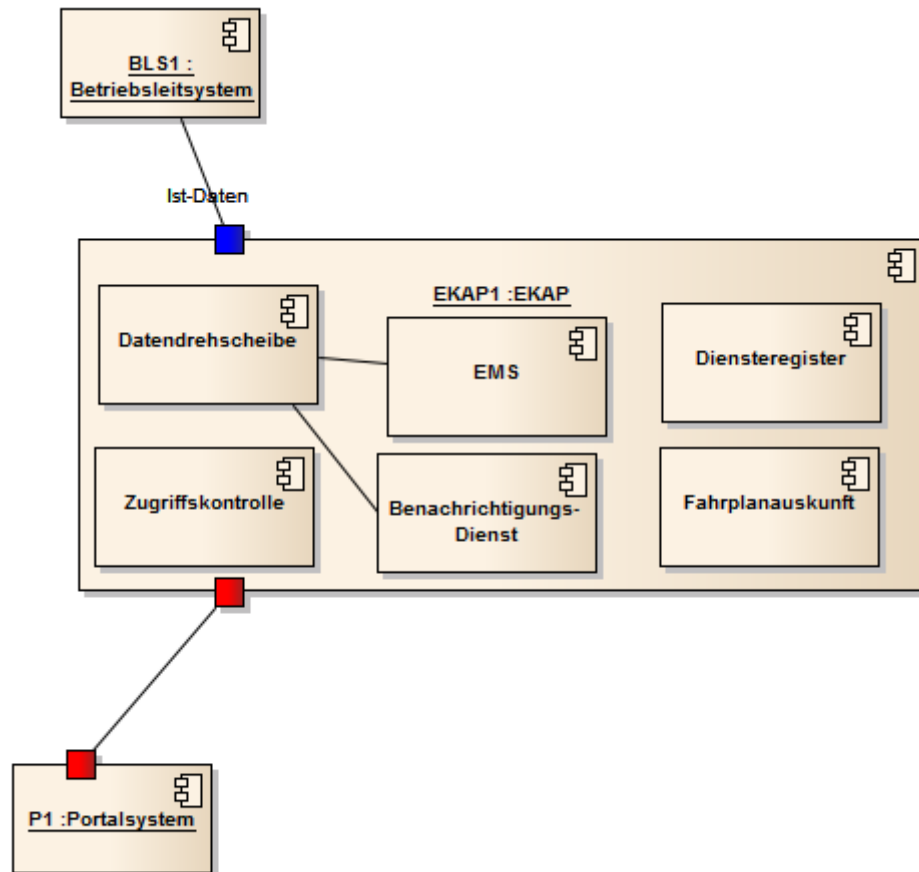 BLS1 :
Betriebsleitsystem
Ist-Daten
EKAP1 :EKAP
Datendrehscheibe
EMS
Diensteregister
Zugriffskontrolle
Benachrichtigungs-
Dienst
Fahrplanauskunft
P1 :Portalsystem